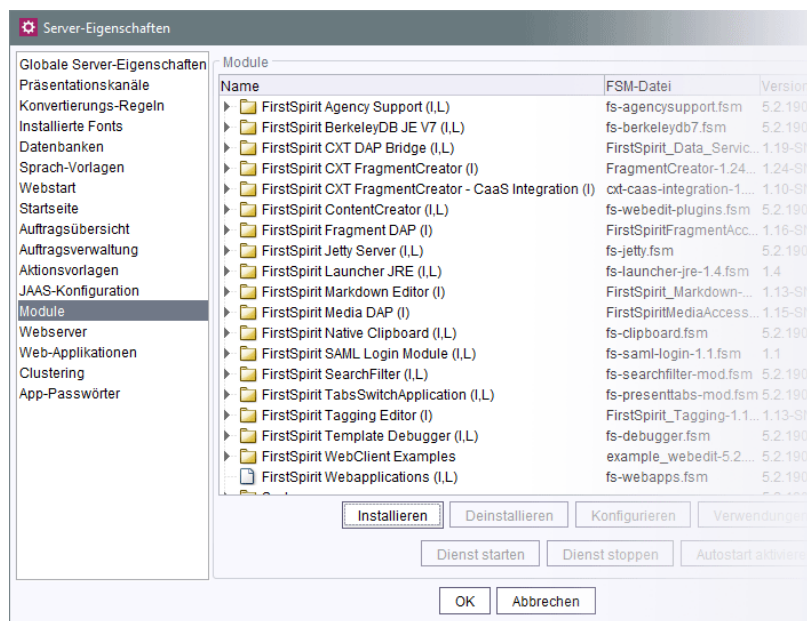 Server-Eigenschaften
Globale Server-Eigenschaften
Präsentationskanäle
Konvertierungs-Regeln
Installierte Fonts
Datenbanken
Sprach-Vorlagen
Webstart
Startseite
Auftragsübersicht
Auftragsverwaltung
Aktionsvorlagen
JAAS-Konfiguration
Module
Webserver
Web-Applikationen
Clustering
App-Passwörter
Module
Name FSM-Datei Version
FirstSpirit Agency Support (I,L) fs-agencysupport.fsm 5.2.190
FirstSpirit BerkeleyDB JE V7 (I,L) fs-berkeleydb7.fsm 5.2.190
FirstSpirit CXT DAP Bridge (I,L) FirstSpirit_Data_Servic... 1.19-SN
FirstSpirit CXT FragmentCreator (I) FragmentCreator-1.24... 1.24-SN
FirstSpirit CXT FragmentCreator - CaaS Integration (I) cxt-caas-integration-1.... 1.10-SN
FirstSpirit ContentCreator (I,L) fs-webedit-plugins.fsm 5.2.190
FirstSpirit Fragment DAP (I) FirstSpiritFragmentAcc... 1.16-SN
FirstSpirit Jetty Server (I,L) fs-jetty.fsm 5.2.190
FirstSpirit Launcher JRE (I,L) fs-launcher-jre-1.4.fsm 1.4
FirstSpirit Markdown Editor (I) FirstSpirit_Markdown-... 1.13-SN
FirstSpirit Media DAP (I) FirstSpiritMediaAccess... 1.15-SN
FirstSpirit Native Clipboard (I,L) fs-clipboard.fsm 5.2.190
FirstSpirit SAML Login Module (I,L) fs-saml-login-1.1.fsm 1.1
FirstSpirit SearchFilter (I,L) fs-searchfilter-mod.fsm 5.2.190
FirstSpirit TabsSwitchApplication (I,L) fs-presenttabs-mod.fsm 5.2.190
FirstSpirit Tagging Editor (I) FirstSpirit_Tagging-1.1... 1.13-SN
FirstSpirit Template Debugger (I,L) fs-debugger.fsm 5.2.190
FirstSpirit WebClient Examples example_webedit-5.2.... 5.2.190
FirstSpirit Webapplications (I,L) fs-webapps.fsm 5.2.190
Installieren Deinstallieren Konfigurieren Verwendungen
Dienst starten Dienst stoppen Autostart aktiviere
OK Abbrechen